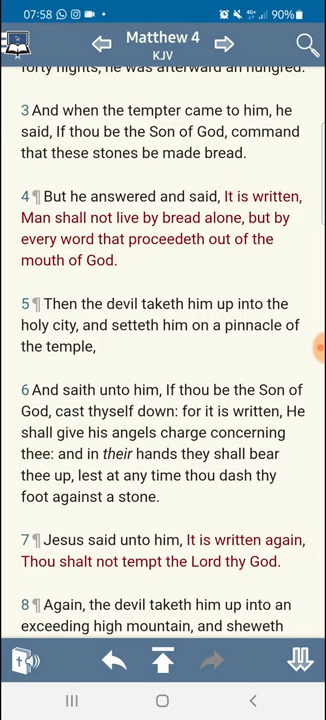 07:58
4G+
90%
Matthew 4
KJV
forty nights, he was afterward an hungred.
3 And when the tempter came to him, he
said, If thou be the Son of God, command
that these stones be made bread.
4 ¶ But he answered and said, It is written,
Man shall not live by bread alone, but by
every word that proceedeth out of the
mouth of God.
5 ¶ Then the devil taketh him up into the
holy city, and setteth him on a pinnacle of
the temple,
6 And saith unto him, If thou be the Son of
God, cast thyself down: for it is written, He
shall give his angels charge concerning
thee: and in their hands they shall bear
thee up, lest at any time thou dash thy
foot against a stone.
7 ¶ Jesus said unto him, It is written again,
Thou shalt not tempt the Lord thy God.
8 ¶ Again, the devil taketh him up into an
exceeding high mountain, and sheweth